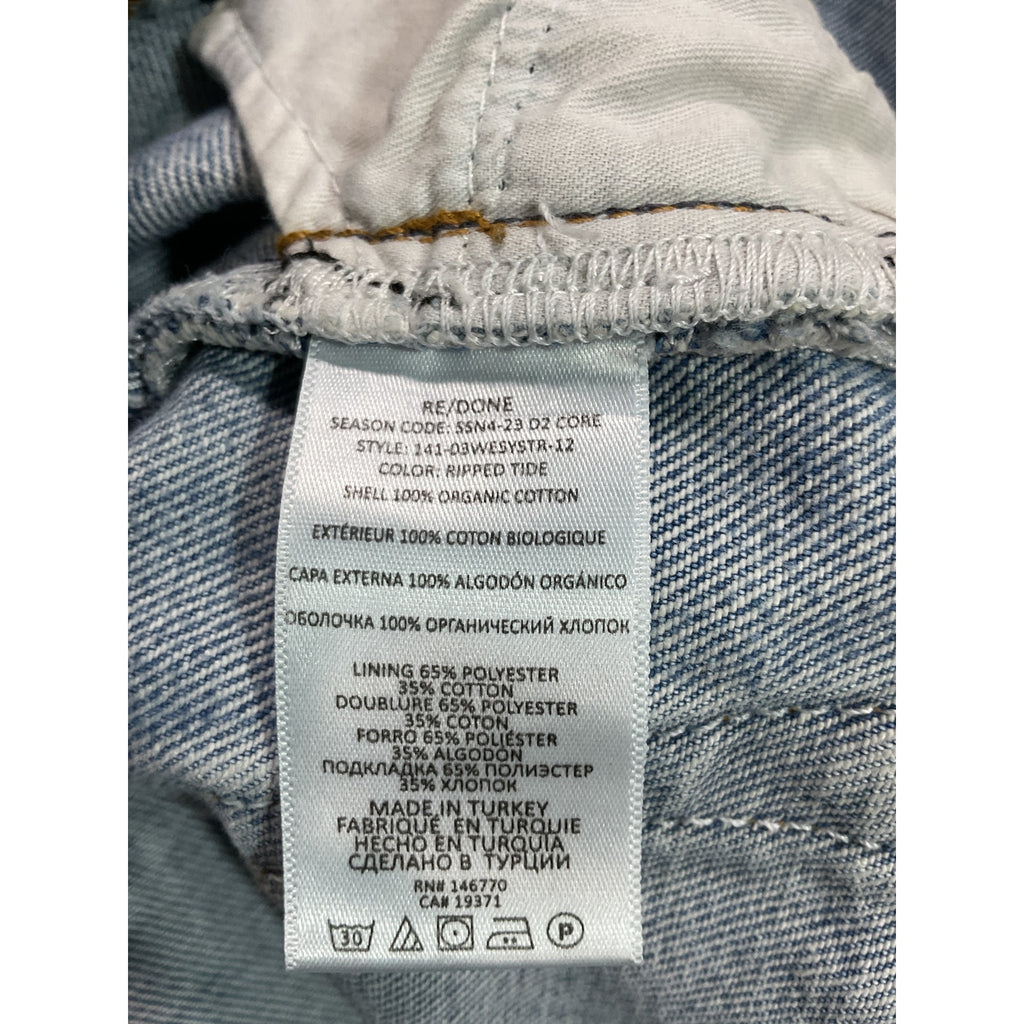 RE/DONE
SEASON CODE: SSN4-23 D2 CORE
STYLE: 141-03WESYSTR-12
COLOR: RIPPED TIDE
SHELL 100% ORGANIC COTTON
EXTÉRIEUR 100% COTON BIOLOGIQUE
CAPA EXTERNA 100% ALGODÓN ORGÁNICO
ОБОЛОЧКА 100% ОРГАНИЧЕСКИЙ ХЛОПОК
LINING 65% POLYESTER
35% COTTON
DOUBLURE 65% POLYESTER
35% COTON
FORRO 65% POLIÉSTER
35% ALGODÓN
ПОДКЛАДКА 65% ПОЛИЭСТЕР
35% ХЛОПОК
MADE IN TURKEY
FABRIQUÉ EN TURQUIE
HECHO EN TURQUIA
СДЕЛАНО В ТУРЦИИ
RN# 146770
CA# 19371
30 P